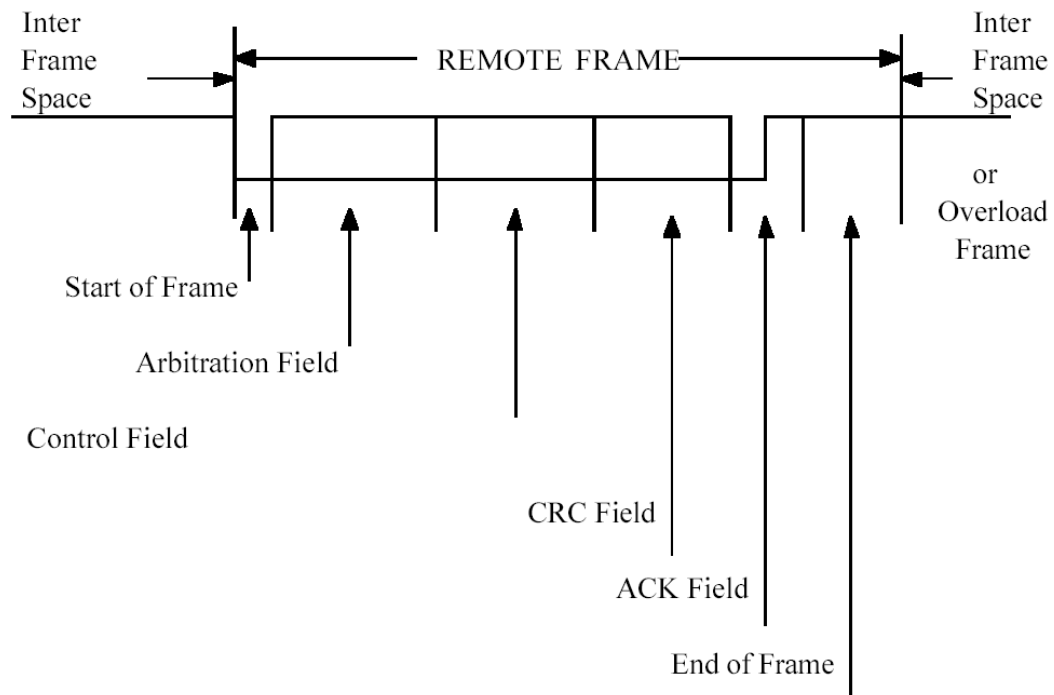 Inter
Frame
Space
REMOTE FRAME
Inter
Frame
Space
or
Overload
Frame
Start of Frame
Arbitration Field
Control Field
CRC Field
ACK Field
End of Frame